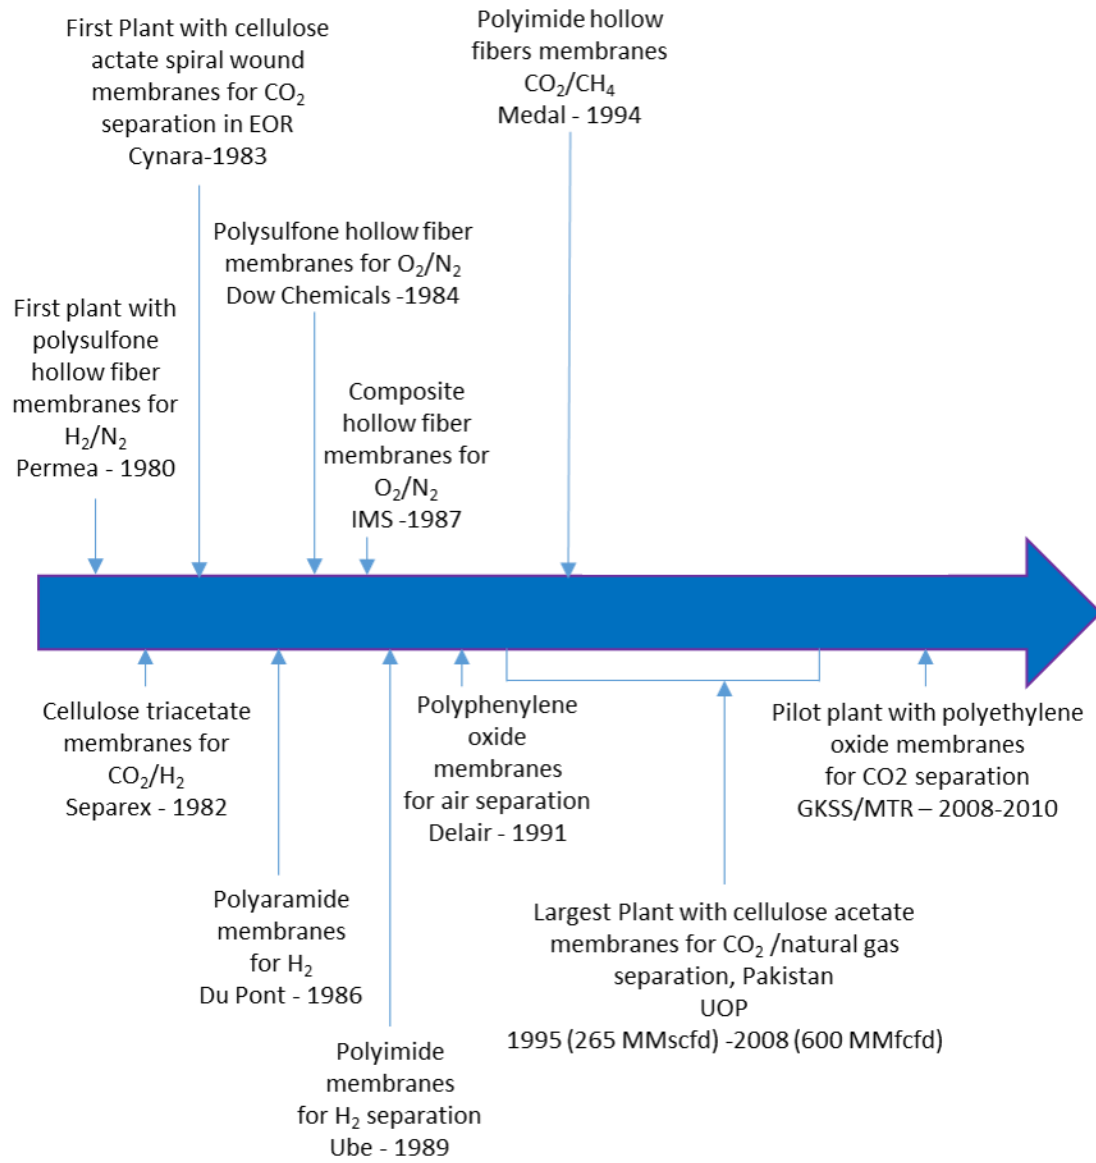 First Plant with cellulose
actate spiral wound
membranes for CO₂
separation in EOR
Cynara-1983
Polyimide hollow
fibers membranes
CO₂/CH₄
Medal - 1994
Polysulfone hollow fiber
membranes for O₂/N₂
Dow Chemicals -1984
First plant with
polysulfone
hollow fiber
membranes for
H₂/N₂
Permea - 1980
Composite
hollow fiber
membranes for
O₂/N₂
IMS -1987
Cellulose triacetate
membranes for
CO₂/H₂
Separex - 1982
Polyphenylene
oxide
membranes
for air separation
Delair - 1991
Pilot plant with polyethylene
oxide membranes
for CO2 separation
GKSS/MTR – 2008-2010
Polyaramide
membranes
for H₂
Du Pont - 1986
Largest Plant with cellulose acetate
membranes for CO₂ /natural gas
separation, Pakistan
UOP
1995 (265 MMscfd) -2008 (600 MMfcfd)
Polyimide
membranes
for H₂ separation
Ube - 1989